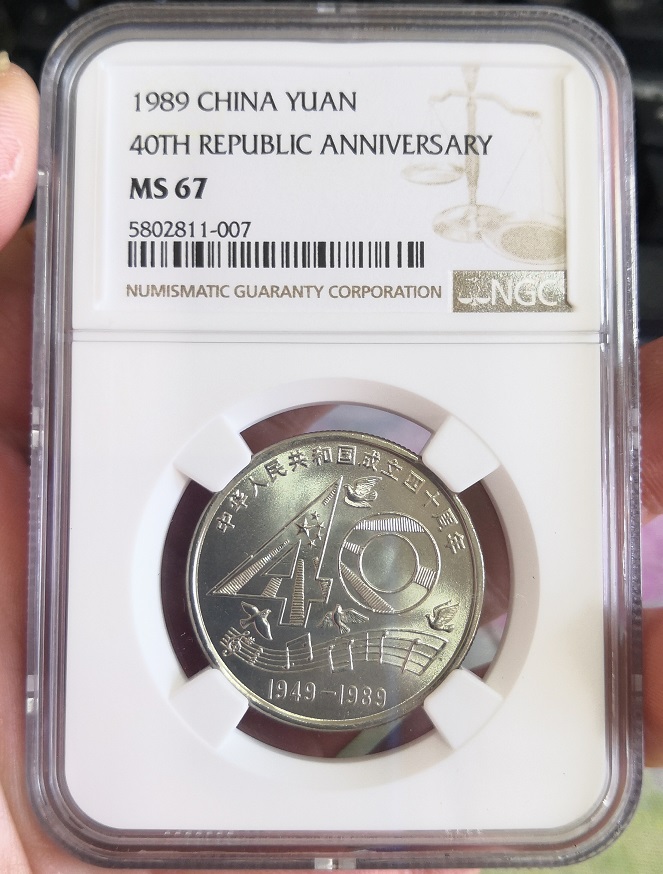 1989 CHINA YUAN
40TH REPUBLIC ANNIVERSARY
MS 67
5802811-007
NUMISMATIC GUARANTY CORPORATION
NGC
中华人民共和国成立四十周年
40
1949-1989